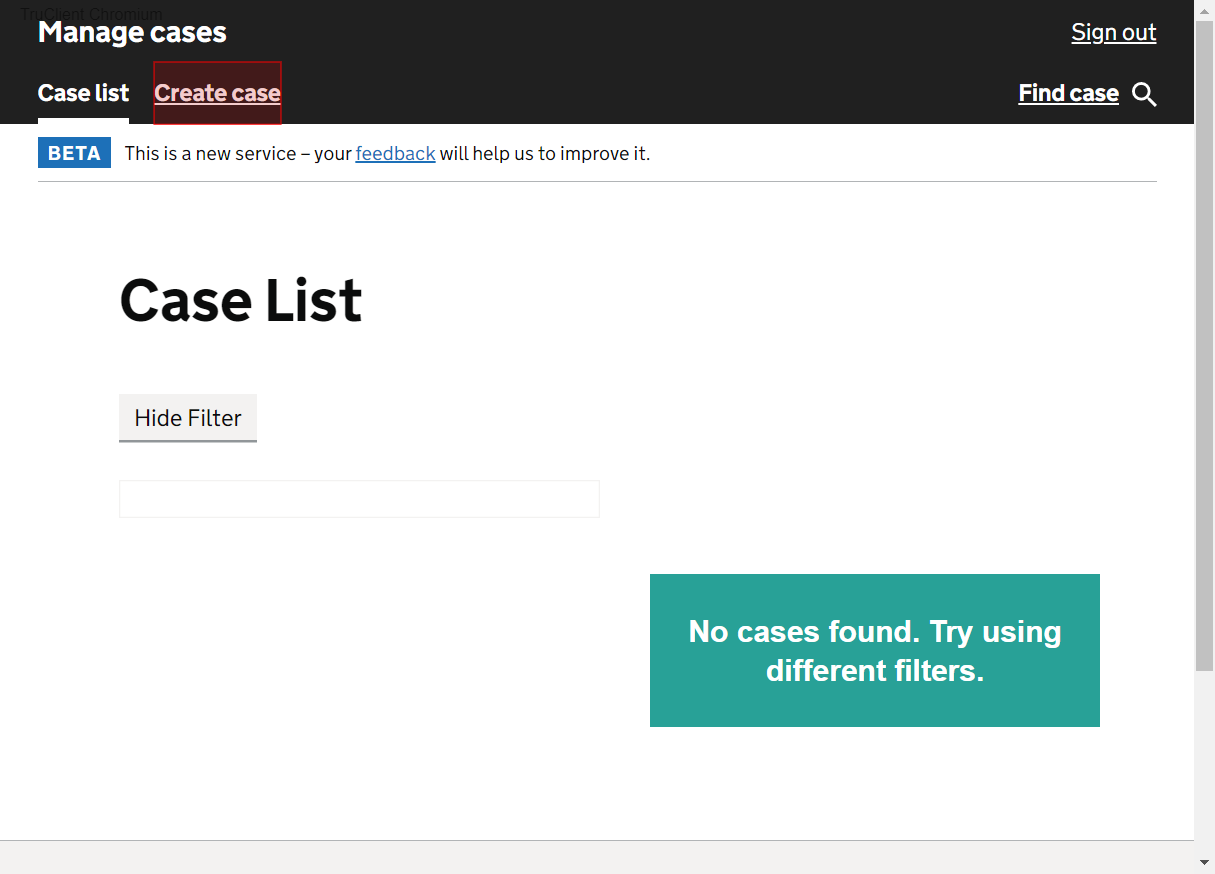 TruClient Chromium
Manage cases
Sign out
Case list
Create case
Find case
BETA This is a new service – your feedback will help us to improve it.
Case List
Hide Filter
No cases found. Try using
different filters.